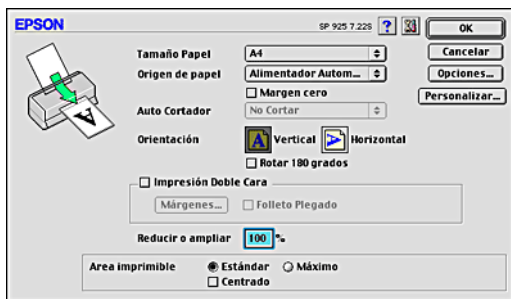 EPSON SP 925 7.22S ? OK
Tamaño Papel A4 Cancelar
Origen de papel Alimentador Autom... Opciones...
Margen cero Personalizar...
Auto Cortador No Cortar
Orientación A Vertical A Horizontal
Rotar 180 grados
Impresión Doble Cara
Márgenes... Folleto Plegado
Reducir o ampliar 100 %
Area imprimible Estándar Máximo
Centrado